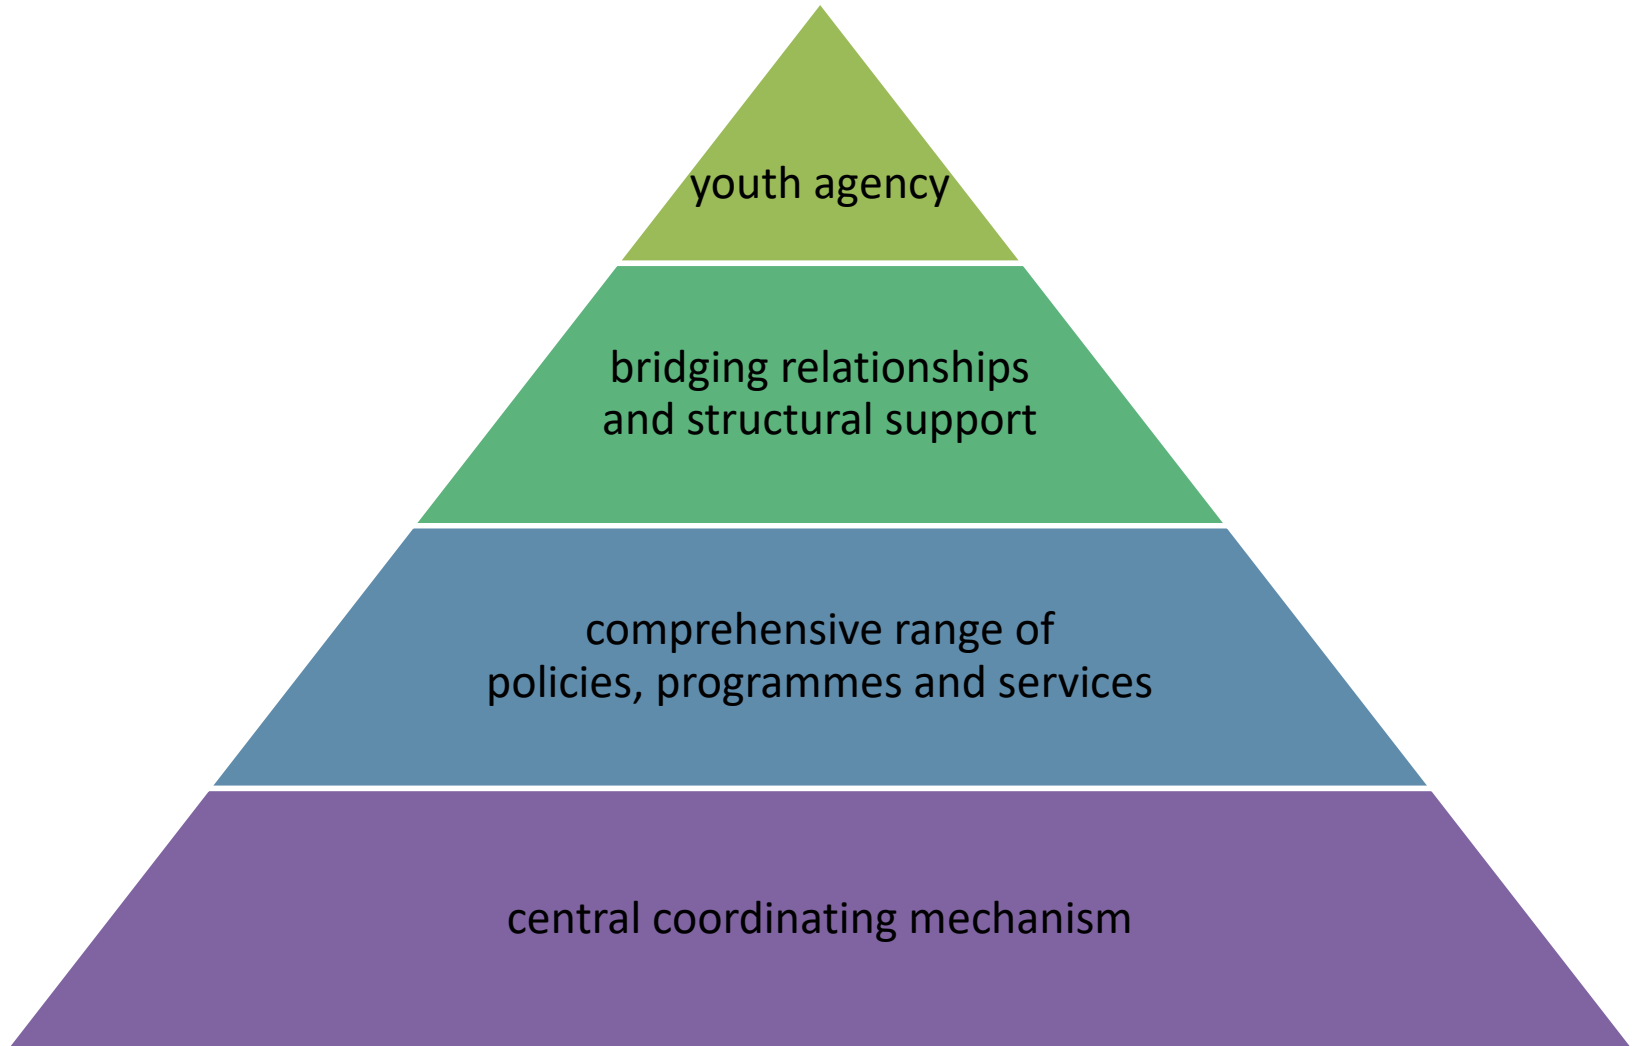 youth agency
bridging relationships
and structural support
comprehensive range of
policies, programmes and services
central coordinating mechanism